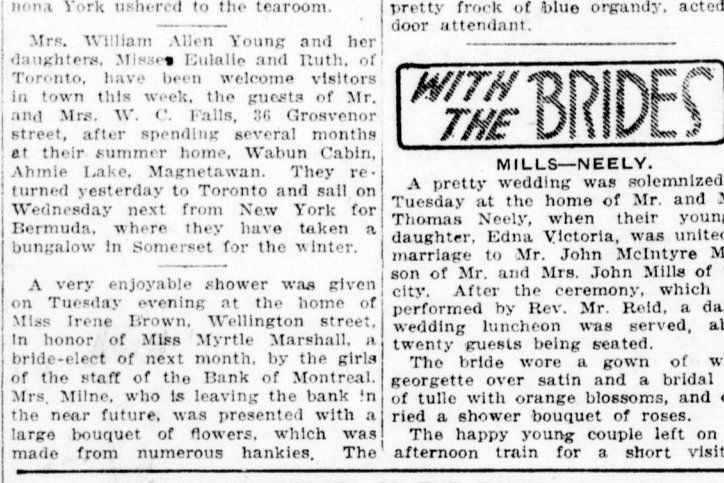 nona York ushered to the tearoom.
Mrs. William Allen Young and her
daughters, Misses Eulalie and Ruth, of
Toronto, have been welcome visitors
in town this week, the guests of Mr.
and Mrs. W. C. Falls, 36 Grosvenor
street, after spending several months
at their summer home, Wabun Cabin,
Ahmie Lake, Magnetawan. They re-
turned yesterday to Toronto and sail on
Wednesday next from New York for
Bermuda, where they have taken a
bungalow in Somerset for the winter.
A very enjoyable shower was given
on Tuesday evening at the home of
Miss Irene Brown, Wellington street,
in honor of Miss Myrtle Marshall, a
bride-elect of next month, by the girls
of the staff of the Bank of Montreal.
Mrs. Milne, who is leaving the bank in
the near future, was presented with a
large bouquet of flowers, which was
made from numerous hankies. The
pretty frock of blue organdy, acted
door attendant.
WITH THE BRIDES
MILLS—NEELY.
A pretty wedding was solemnized
Tuesday at the home of Mr. and
Thomas Neely, when their youn
daughter, Edna Victoria, was unite
marriage to Mr. John McIntyre M
son of Mr. and Mrs. John Mills of
city. After the ceremony, which
performed by Rev. Mr. Reid, a da
wedding luncheon was served, a
twenty guests being seated.
The bride wore a gown of w
georgette over satin and a bridal
of tulle with orange blossoms, and
ried a shower bouquet of roses.
The happy young couple left on
afternoon train for a short visit